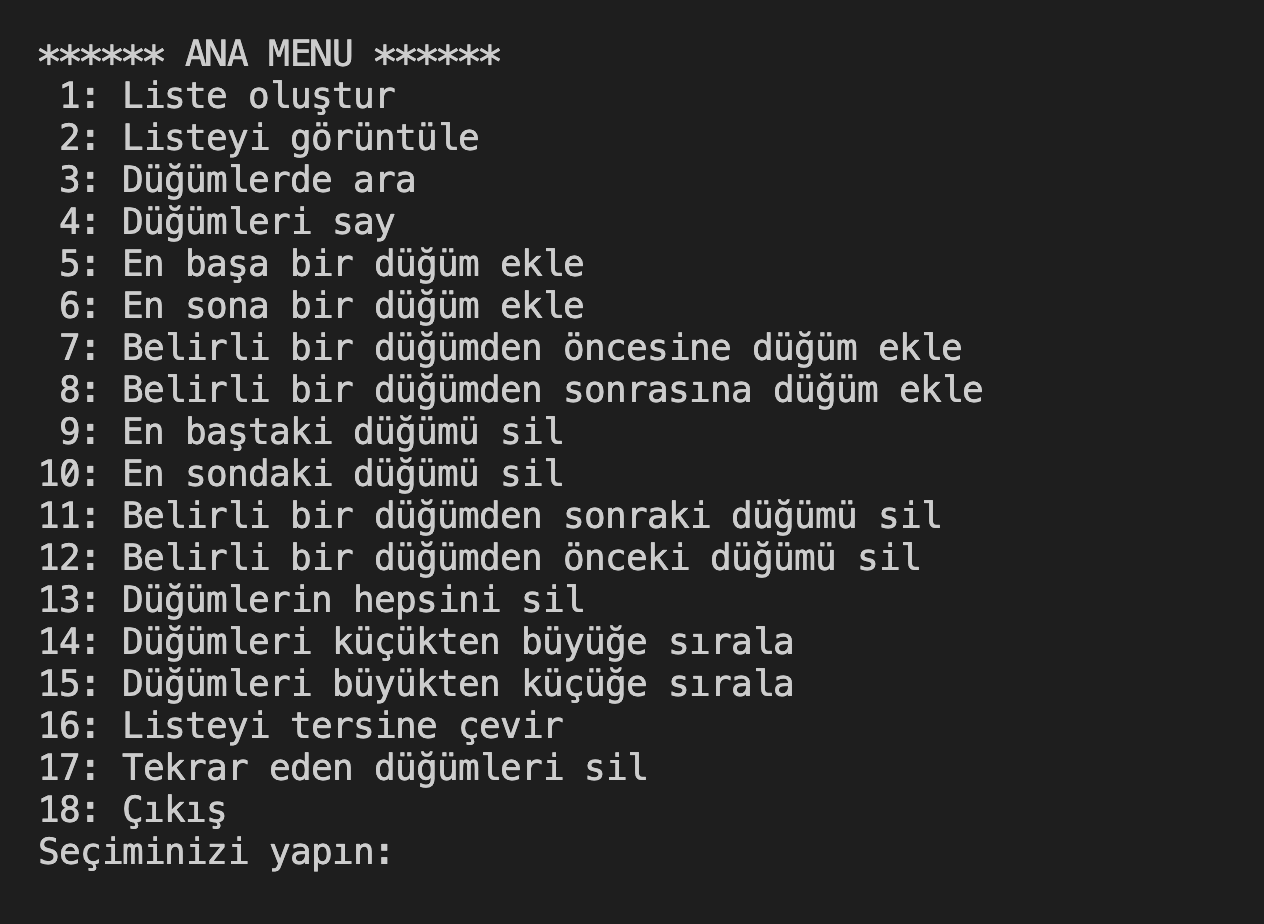 ****** ANA MENU ******
1: Liste oluştur
2: Listeyi görüntüle
3: Düğümlerde ara
4: Düğümleri say
5: En başa bir düğüm ekle
6: En sona bir düğüm ekle
7: Belirli bir düğümden öncesine düğüm ekle
8: Belirli bir düğümden sonrasına düğüm ekle
9: En baştaki düğümü sil
10: En sondaki düğümü sil
11: Belirli bir düğümden sonraki düğümü sil
12: Belirli bir düğümden önceki düğümü sil
13: Düğümlerin hepsini sil
14: Düğümleri küçükten büyüğe sırala
15: Düğümleri büyükten küçüğe sırala
16: Listeyi tersine çevir
17: Tekrar eden düğümleri sil
18: Çıkış
Seçiminizi yapın: